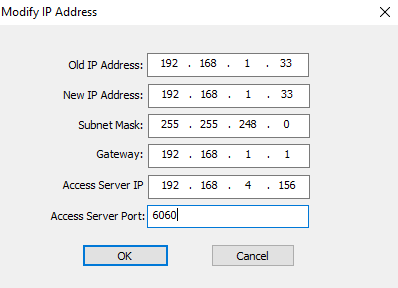 Modify IP Address
Old IP Address: 192 . 168 . 1 . 33
New IP Address: 192 . 168 . 1 . 33
Subnet Mask: 255 . 255 . 248 . 0
Gateway: 192 . 168 . 1 . 1
Access Server IP 192 . 168 . 4 . 156
Access Server Port: 6060
OK Cancel